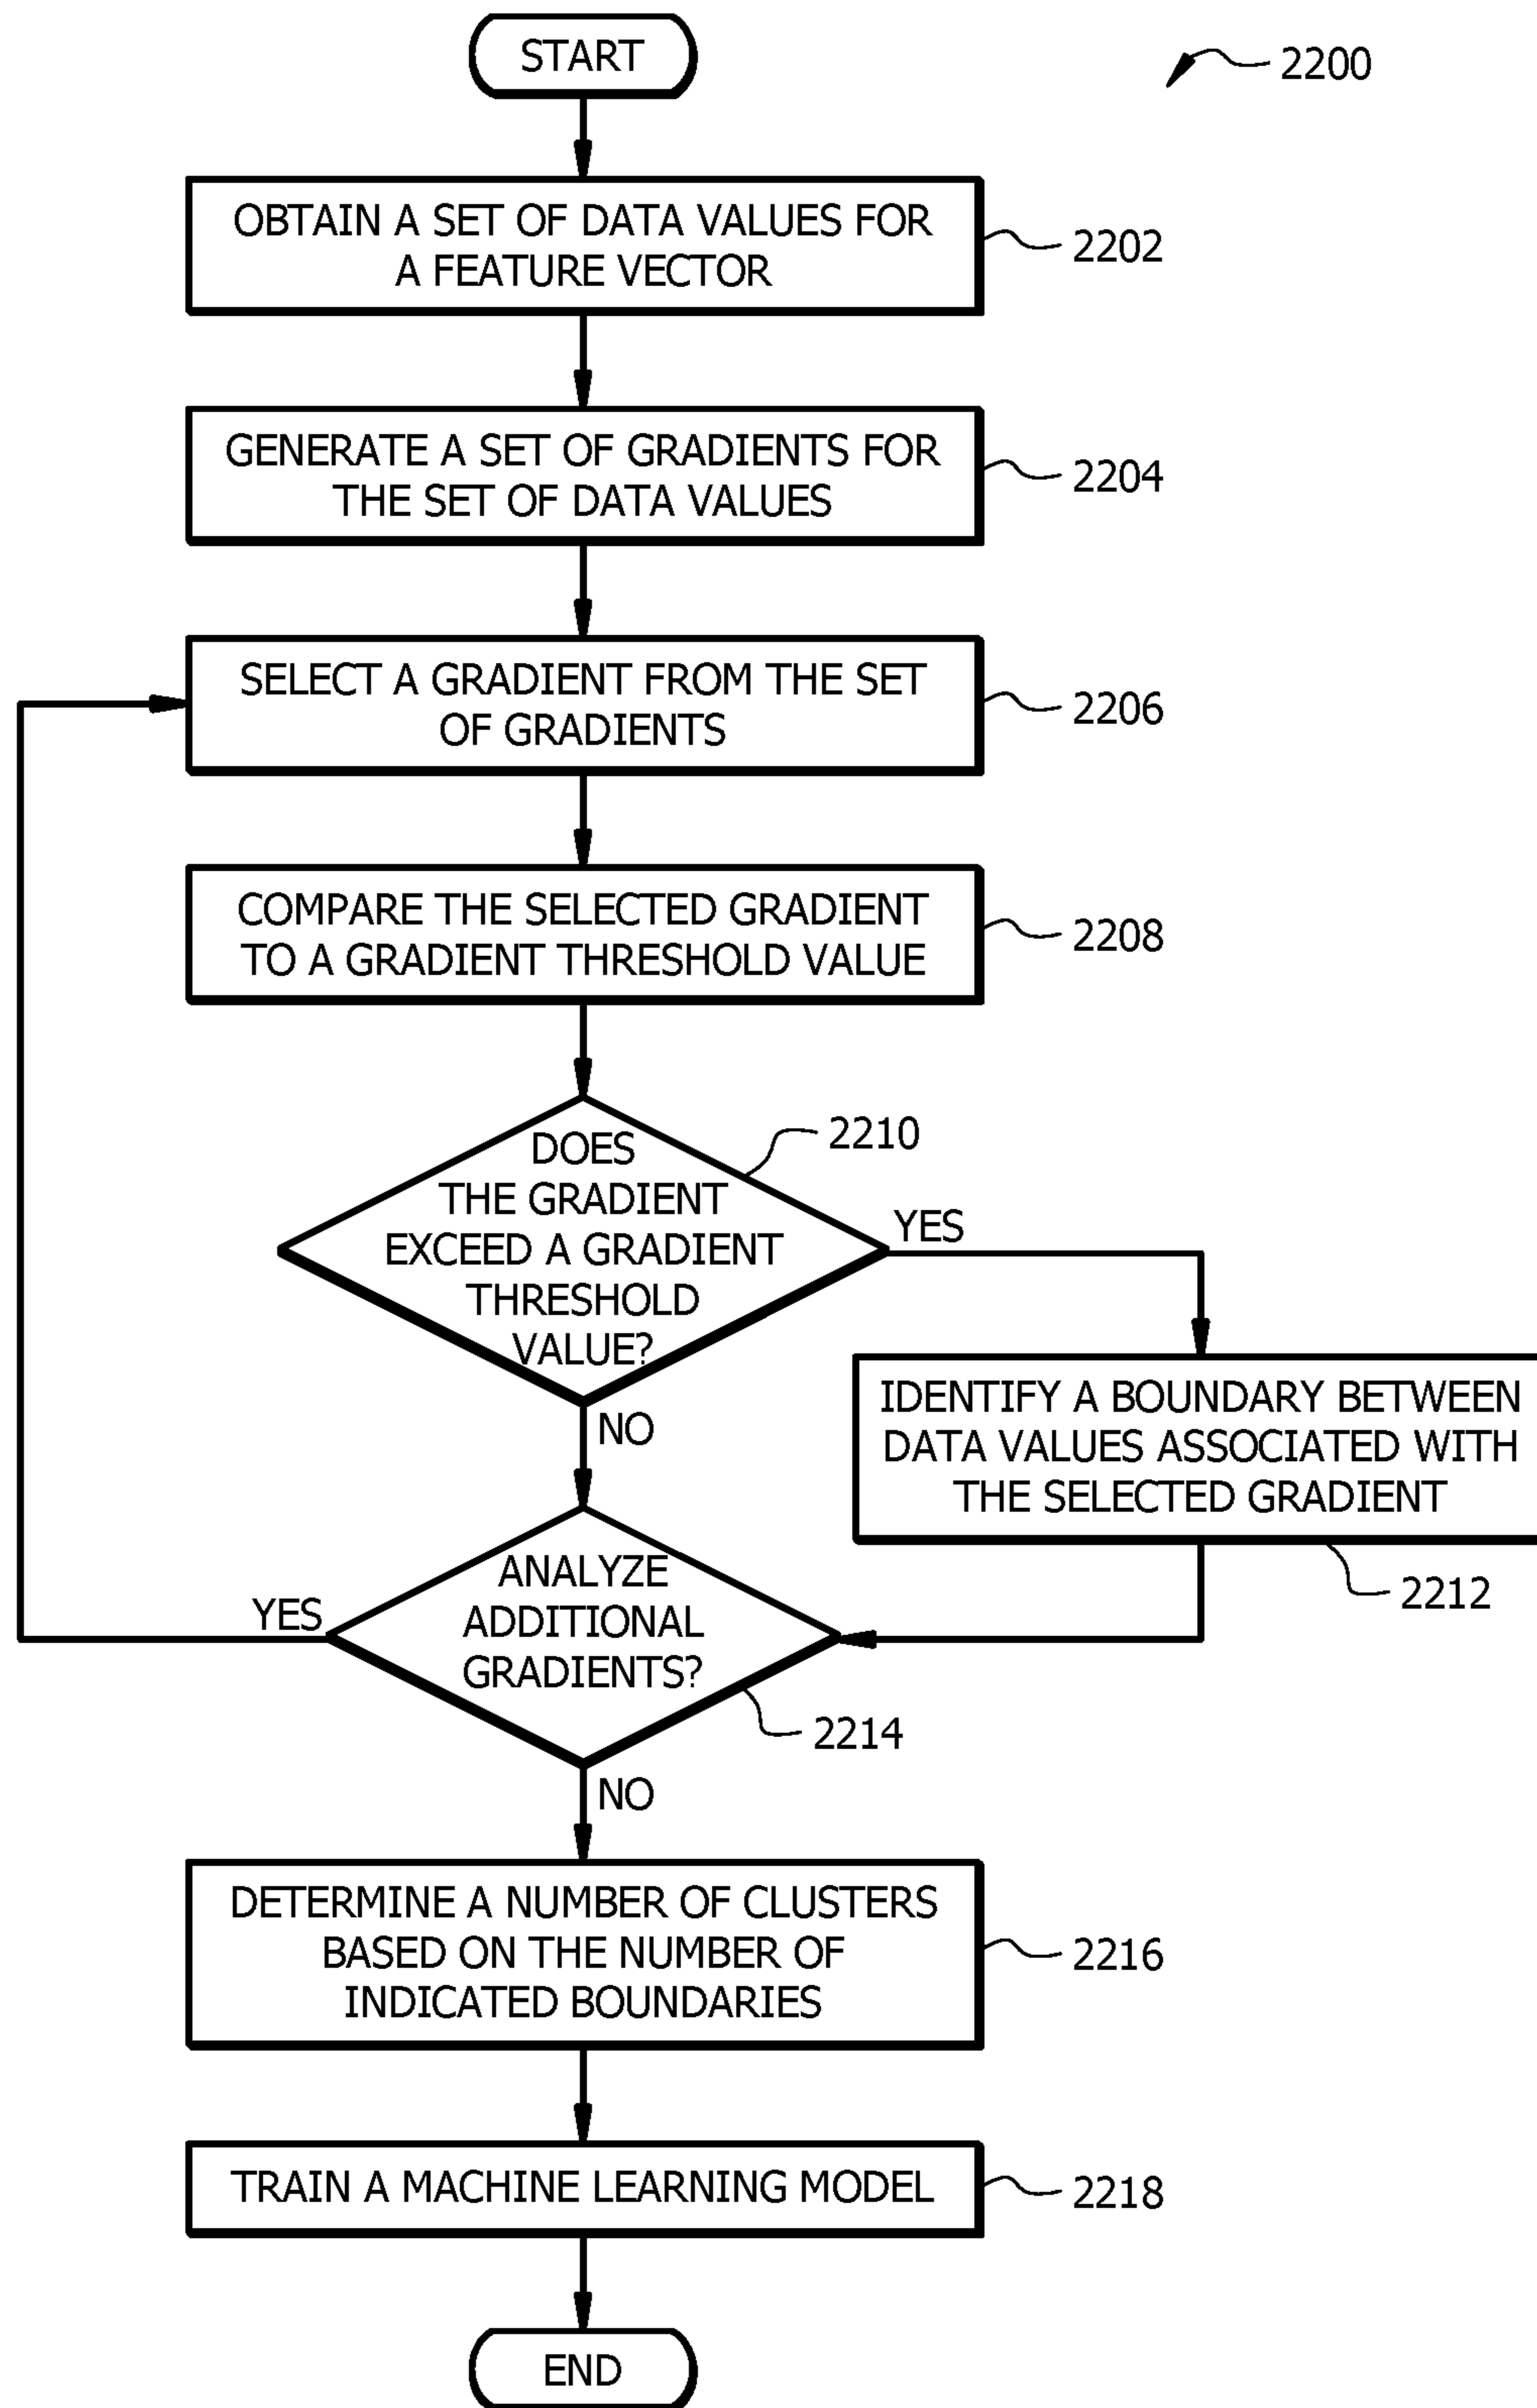 START
2200
OBTAIN A SET OF DATA VALUES FOR
A FEATURE VECTOR
2202
GENERATE A SET OF GRADIENTS FOR
THE SET OF DATA VALUES
2204
SELECT A GRADIENT FROM THE SET
OF GRADIENTS
2206
COMPARE THE SELECTED GRADIENT
TO A GRADIENT THRESHOLD VALUE
2208
DOES
THE GRADIENT
EXCEED A GRADIENT
THRESHOLD
VALUE?
2210
YES
NO
IDENTIFY A BOUNDARY BETWEEN
DATA VALUES ASSOCIATED WITH
THE SELECTED GRADIENT
2212
ANALYZE
ADDITIONAL
GRADIENTS?
YES
2214
NO
DETERMINE A NUMBER OF CLUSTERS
BASED ON THE NUMBER OF
INDICATED BOUNDARIES
2216
TRAIN A MACHINE LEARNING MODEL
2218
END